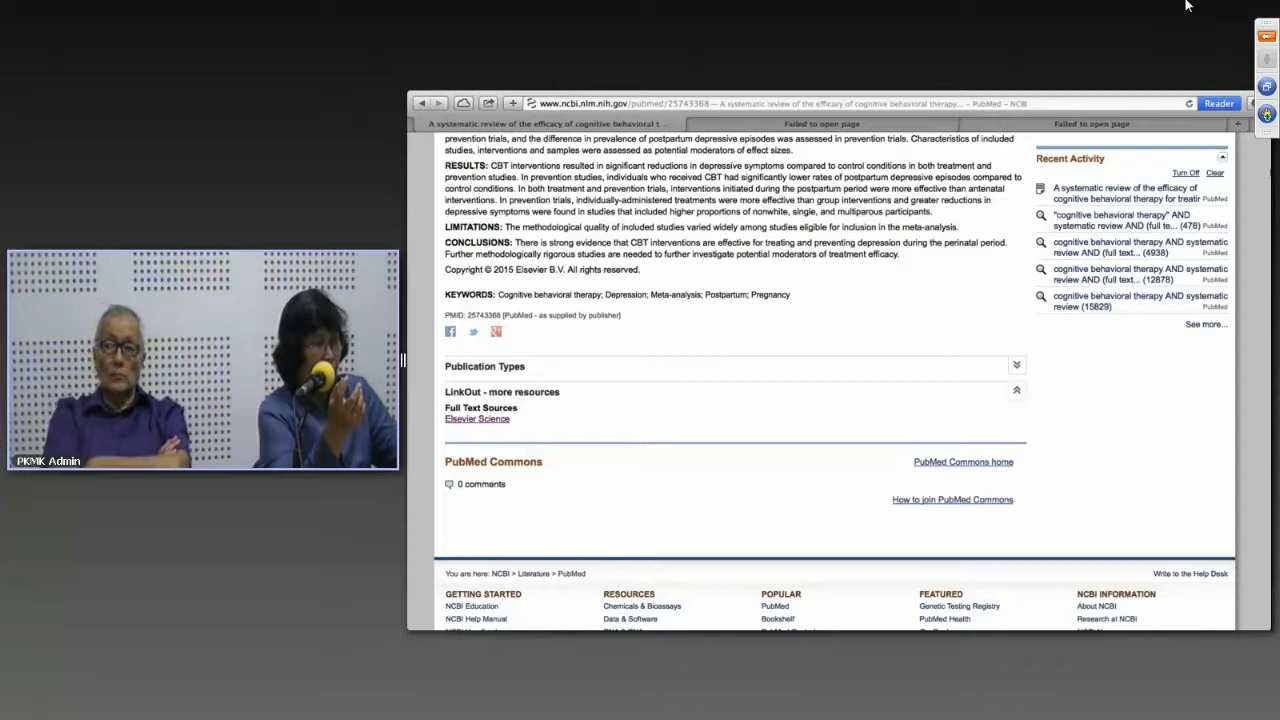 www.ncbi.nlm.nih.gov/pubmed/25743368 — A systematic review of the efficacy of cognitive behavioral therapy... – PubMed – NCBI
Reader
A systematic review of the efficacy of cognitive behavioral t...
Failed to open page
Failed to open page
prevention trials, and the difference in prevalence of postpartum depressive episodes was assessed in prevention trials. Characteristics of included
studies, interventions and samples were assessed as potential moderators of effect sizes.
RESULTS: CBT interventions resulted in significant reductions in depressive symptoms compared to control conditions in both treatment and
prevention studies. In prevention studies, individuals who received CBT had significantly lower rates of postpartum depressive episodes compared to
control conditions. In both treatment and prevention trials, interventions initiated during the postpartum period were more effective than antenatal
interventions. In prevention trials, individually-administered treatments were more effective than group interventions and greater reductions in
depressive symptoms were found in studies that included higher proportions of nonwhite, single, and multiparous participants.
LIMITATIONS: The methodological quality of included studies varied widely among studies eligible for inclusion in the meta-analysis.
CONCLUSIONS: There is strong evidence that CBT interventions are effective for treating and preventing depression during the perinatal period.
Further methodologically rigorous studies are needed to further investigate potential moderators of treatment efficacy.
Copyright © 2015 Elsevier B.V. All rights reserved.
KEYWORDS: Cognitive behavioral therapy; Depression; Meta-analysis; Postpartum; Pregnancy
PMID: 25743368 [PubMed - as supplied by publisher]
Publication Types
LinkOut - more resources
Full Text Sources
Elsevier Science
PubMed Commons
PubMed Commons home
0 comments
How to join PubMed Commons
Recent Activity
Turn Off Clear
A systematic review of the efficacy of
cognitive behavioral therapy for treatir PubMed
"cognitive behavioral therapy" AND
systematic review AND (full te... (478) PubMed
cognitive behavioral therapy AND systematic
review AND (full text... (4938) PubMed
cognitive behavioral therapy AND systematic
review AND (full text... (12878) PubMed
cognitive behavioral therapy AND systematic
review (15829) PubMed
See more...
PKMK Admin
You are here: NCBI > Literature > PubMed
Write to the Help Desk
GETTING STARTED
NCBI Education
NCBI Help Manual
RESOURCES
Chemicals & Bioassays
Data & Software
POPULAR
PubMed
Bookshelf
FEATURED
Genetic Testing Registry
PubMed Health
NCBI INFORMATION
About NCBI
Research at NCBI